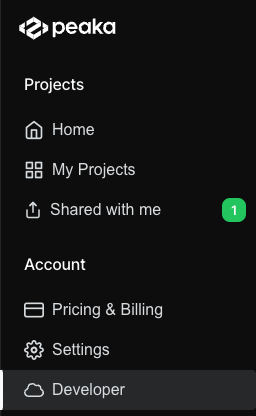 peaka
Projects
Home
My Projects
Shared with me 1
Account
Pricing & Billing
Settings
Developer